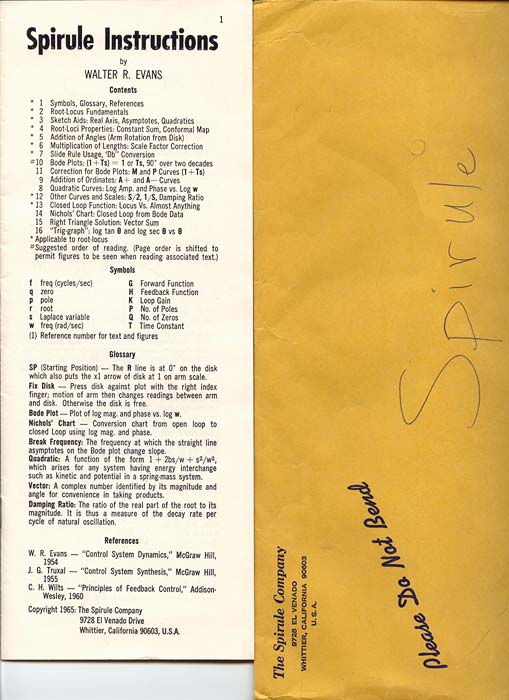 1
Spirule Instructions
by
WALTER R. EVANS
Contents
* 1 Symbols, Glossary, References
* 2 Root-Locus Fundamentals
* 3 Sketch Aids: Real Axis, Asymptotes, Quadratics
* 4 Root-Loci Properties: Constant Sum, Conformal Map
* 5 Addition of Angles (Arm Rotation from Disk)
* 6 Multiplication of Lengths: Scale Factor Correction
* 7 Slide Rule Usage, "Db" Conversion
#10 Bode Plots: (1 + Ts) = 1 or Ts, 90° over two decades
11 Correction for Bode Plots: M and P Curves (1 + Ts)
9 Addition of Ordinates: A+ and A— Curves
8 Quadratic Curves: Log Amp. and Phase vs. Log w
* 12 Other Curves and Scales: S/2, 1/S, Damping Ratio
* 13 Closed Loop Function: Locus Vs. Almost Anything
14 Nichols' Chart: Closed Loop from Bode Data
15 Right Triangle Solution: Vector Sum
16 "Trig-graph": log tan θ and log sec θ vs θ
* Applicable to root-locus
#Suggested order of reading. (Page order is shifted to
permit figures to be seen when reading associated text.)
Symbols
f freq (cycles/sec) G Forward Function
q zero H Feedback Function
p pole K Loop Gain
r root P No. of Poles
s Laplace variable Q No. of Zeros
w freq (rad/sec) T Time Constant
(1) Reference number for text and figures
Glossary
SP (Starting Position) — The R line is at 0° on the disk
which also puts the x1 arrow of disk at 1 on arm scale.
Fix Disk — Press disk against plot with the right index
finger; motion of arm then changes readings between arm
and disk. Otherwise the disk is free.
Bode Plot — Plot of log mag. and phase vs. log w.
Nichols' Chart — Conversion chart from open loop to
closed Loop using log mag. and phase.
Break Frequency: The frequency at which the straight line
asymptotes on the Bode plot change slope.
Quadratic: A function of the form 1 + 2bs/w + s²/w²,
which arises for any system having energy interchange
such as kinetic and potential in a spring-mass system.
Vector: A complex number identified by its magnitude and
angle for convenience in taking products.
Damping Ratio: The ratio of the real part of the root to its
magnitude. It is thus a measure of the decay rate per
cycle of natural oscillation.
References
W. R. Evans — "Control System Dynamics," McGraw Hill,
1954
J. G. Truxal — "Control System Synthesis," McGraw Hill,
1955
C. H. Wilts — "Principles of Feedback Control," Addison-
Wesley, 1960
Copyright 1965: The Spirule Company
9728 El Venado Drive
Whittier, California 90603, U.S.A.
Spirule
The Spirule Company
9728 EL VENADO
WHITTIER, CALIFORNIA 90603
U.S.A.
Please Do Not Bend